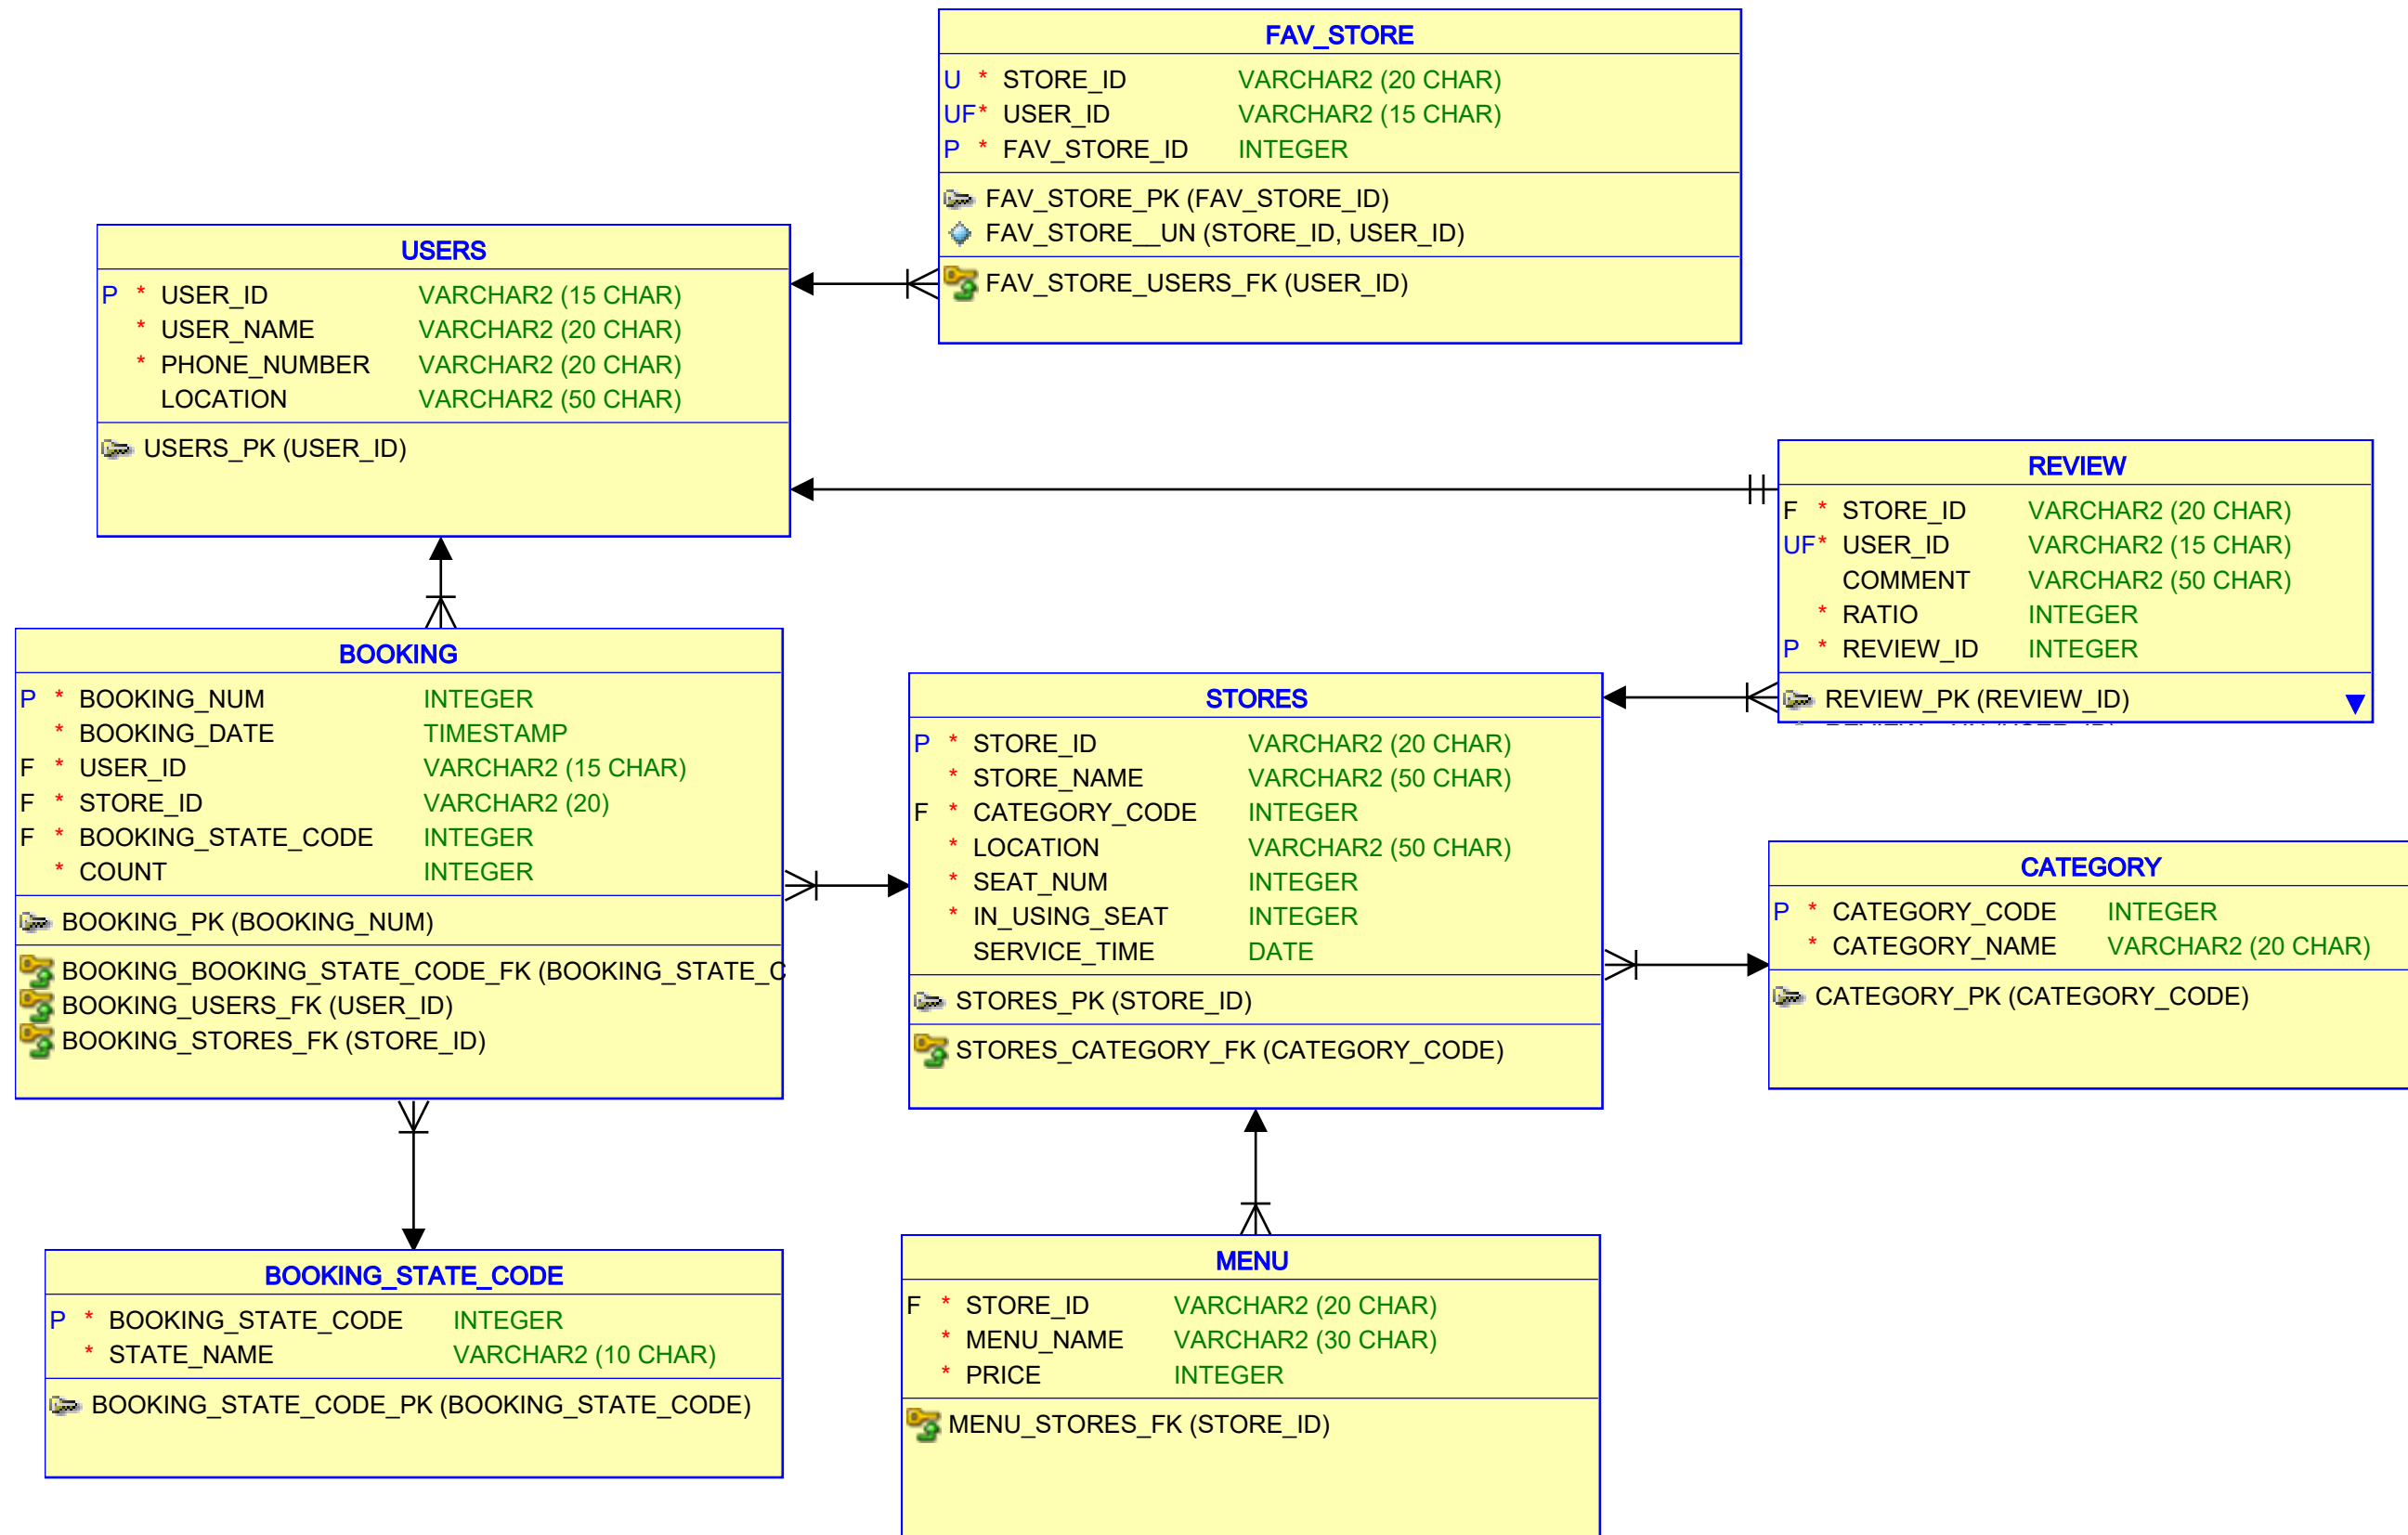 FAV_STORE
U * STORE_ID VARCHAR2 (20 CHAR)
UF* USER_ID VARCHAR2 (15 CHAR)
P * FAV_STORE_ID INTEGER
FAV_STORE_PK (FAV_STORE_ID)
FAV_STORE__UN (STORE_ID, USER_ID)
FAV_STORE_USERS_FK (USER_ID)
USERS
P * USER_ID VARCHAR2 (15 CHAR)
* USER_NAME VARCHAR2 (20 CHAR)
* PHONE_NUMBER VARCHAR2 (20 CHAR)
LOCATION VARCHAR2 (50 CHAR)
USERS_PK (USER_ID)
REVIEW
F * STORE_ID VARCHAR2 (20 CHAR)
UF* USER_ID VARCHAR2 (15 CHAR)
COMMENT VARCHAR2 (50 CHAR)
* RATIO INTEGER
P * REVIEW_ID INTEGER
REVIEW_PK (REVIEW_ID)
BOOKING
P * BOOKING_NUM INTEGER
* BOOKING_DATE TIMESTAMP
F * USER_ID VARCHAR2 (15 CHAR)
F * STORE_ID VARCHAR2 (20)
F * BOOKING_STATE_CODE INTEGER
* COUNT INTEGER
BOOKING_PK (BOOKING_NUM)
BOOKING_BOOKING_STATE_CODE_FK (BOOKING_STATE_C
BOOKING_USERS_FK (USER_ID)
BOOKING_STORES_FK (STORE_ID)
STORES
P * STORE_ID VARCHAR2 (20 CHAR)
* STORE_NAME VARCHAR2 (50 CHAR)
F * CATEGORY_CODE INTEGER
* LOCATION VARCHAR2 (50 CHAR)
* SEAT_NUM INTEGER
* IN_USING_SEAT INTEGER
SERVICE_TIME DATE
STORES_PK (STORE_ID)
STORES_CATEGORY_FK (CATEGORY_CODE)
CATEGORY
P * CATEGORY_CODE INTEGER
* CATEGORY_NAME VARCHAR2 (20 CHAR)
CATEGORY_PK (CATEGORY_CODE)
BOOKING_STATE_CODE
P * BOOKING_STATE_CODE INTEGER
* STATE_NAME VARCHAR2 (10 CHAR)
BOOKING_STATE_CODE_PK (BOOKING_STATE_CODE)
MENU
F * STORE_ID VARCHAR2 (20 CHAR)
* MENU_NAME VARCHAR2 (30 CHAR)
* PRICE INTEGER
MENU_STORES_FK (STORE_ID)